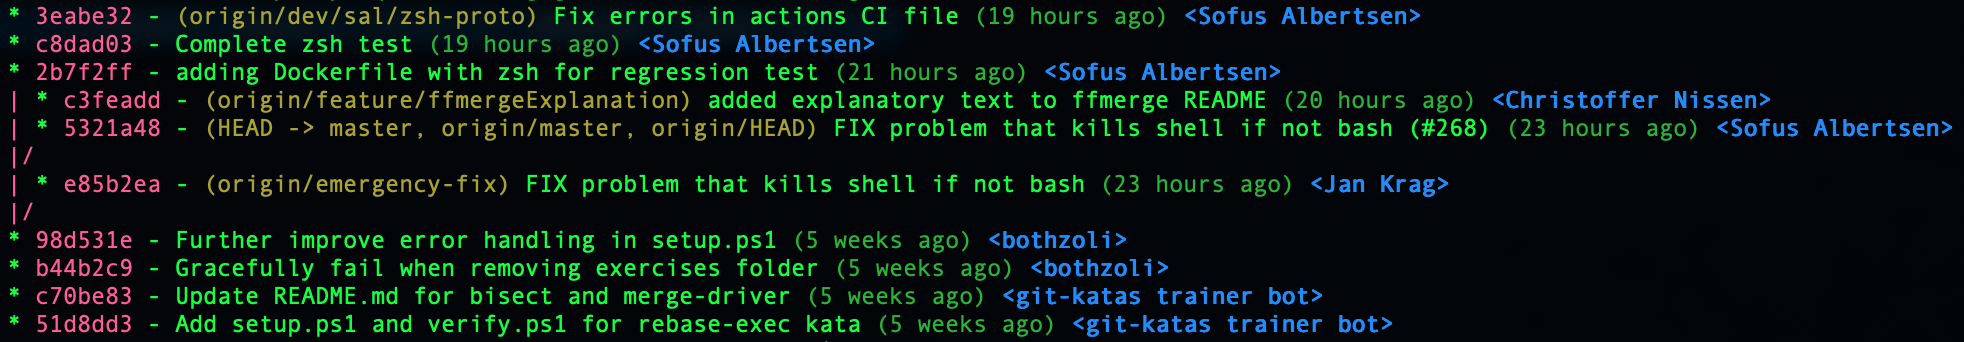 * 3eabe32 - (origin/dev/sal/zsh-proto) Fix errors in actions CI file (19 hours ago) <Sofus Albertsen>
* c8dad03 - Complete zsh test (19 hours ago) <Sofus Albertsen>
* 2b7f2ff - adding Dockerfile with zsh for regression test (21 hours ago) <Sofus Albertsen>
| * c3feadd - (origin/feature/ffmergeExplanation) added explanatory text to ffmerge README (20 hours ago) <Christoffer Nissen>
| * 5321a48 - (HEAD -> master, origin/master, origin/HEAD) FIX problem that kills shell if not bash (#268) (23 hours ago) <Sofus Albertsen>
|/
| * e85b2ea - (origin/emergency-fix) FIX problem that kills shell if not bash (23 hours ago) <Jan Krag>
|/
* 98d531e - Further improve error handling in setup.ps1 (5 weeks ago) <bothzoli>
* b44b2c9 - Gracefully fail when removing exercises folder (5 weeks ago) <bothzoli>
* c70be83 - Update README.md for bisect and merge-driver (5 weeks ago) <git-katas trainer bot>
* 51d8dd3 - Add setup.ps1 and verify.ps1 for rebase-exec kata (5 weeks ago) <git-katas trainer bot>